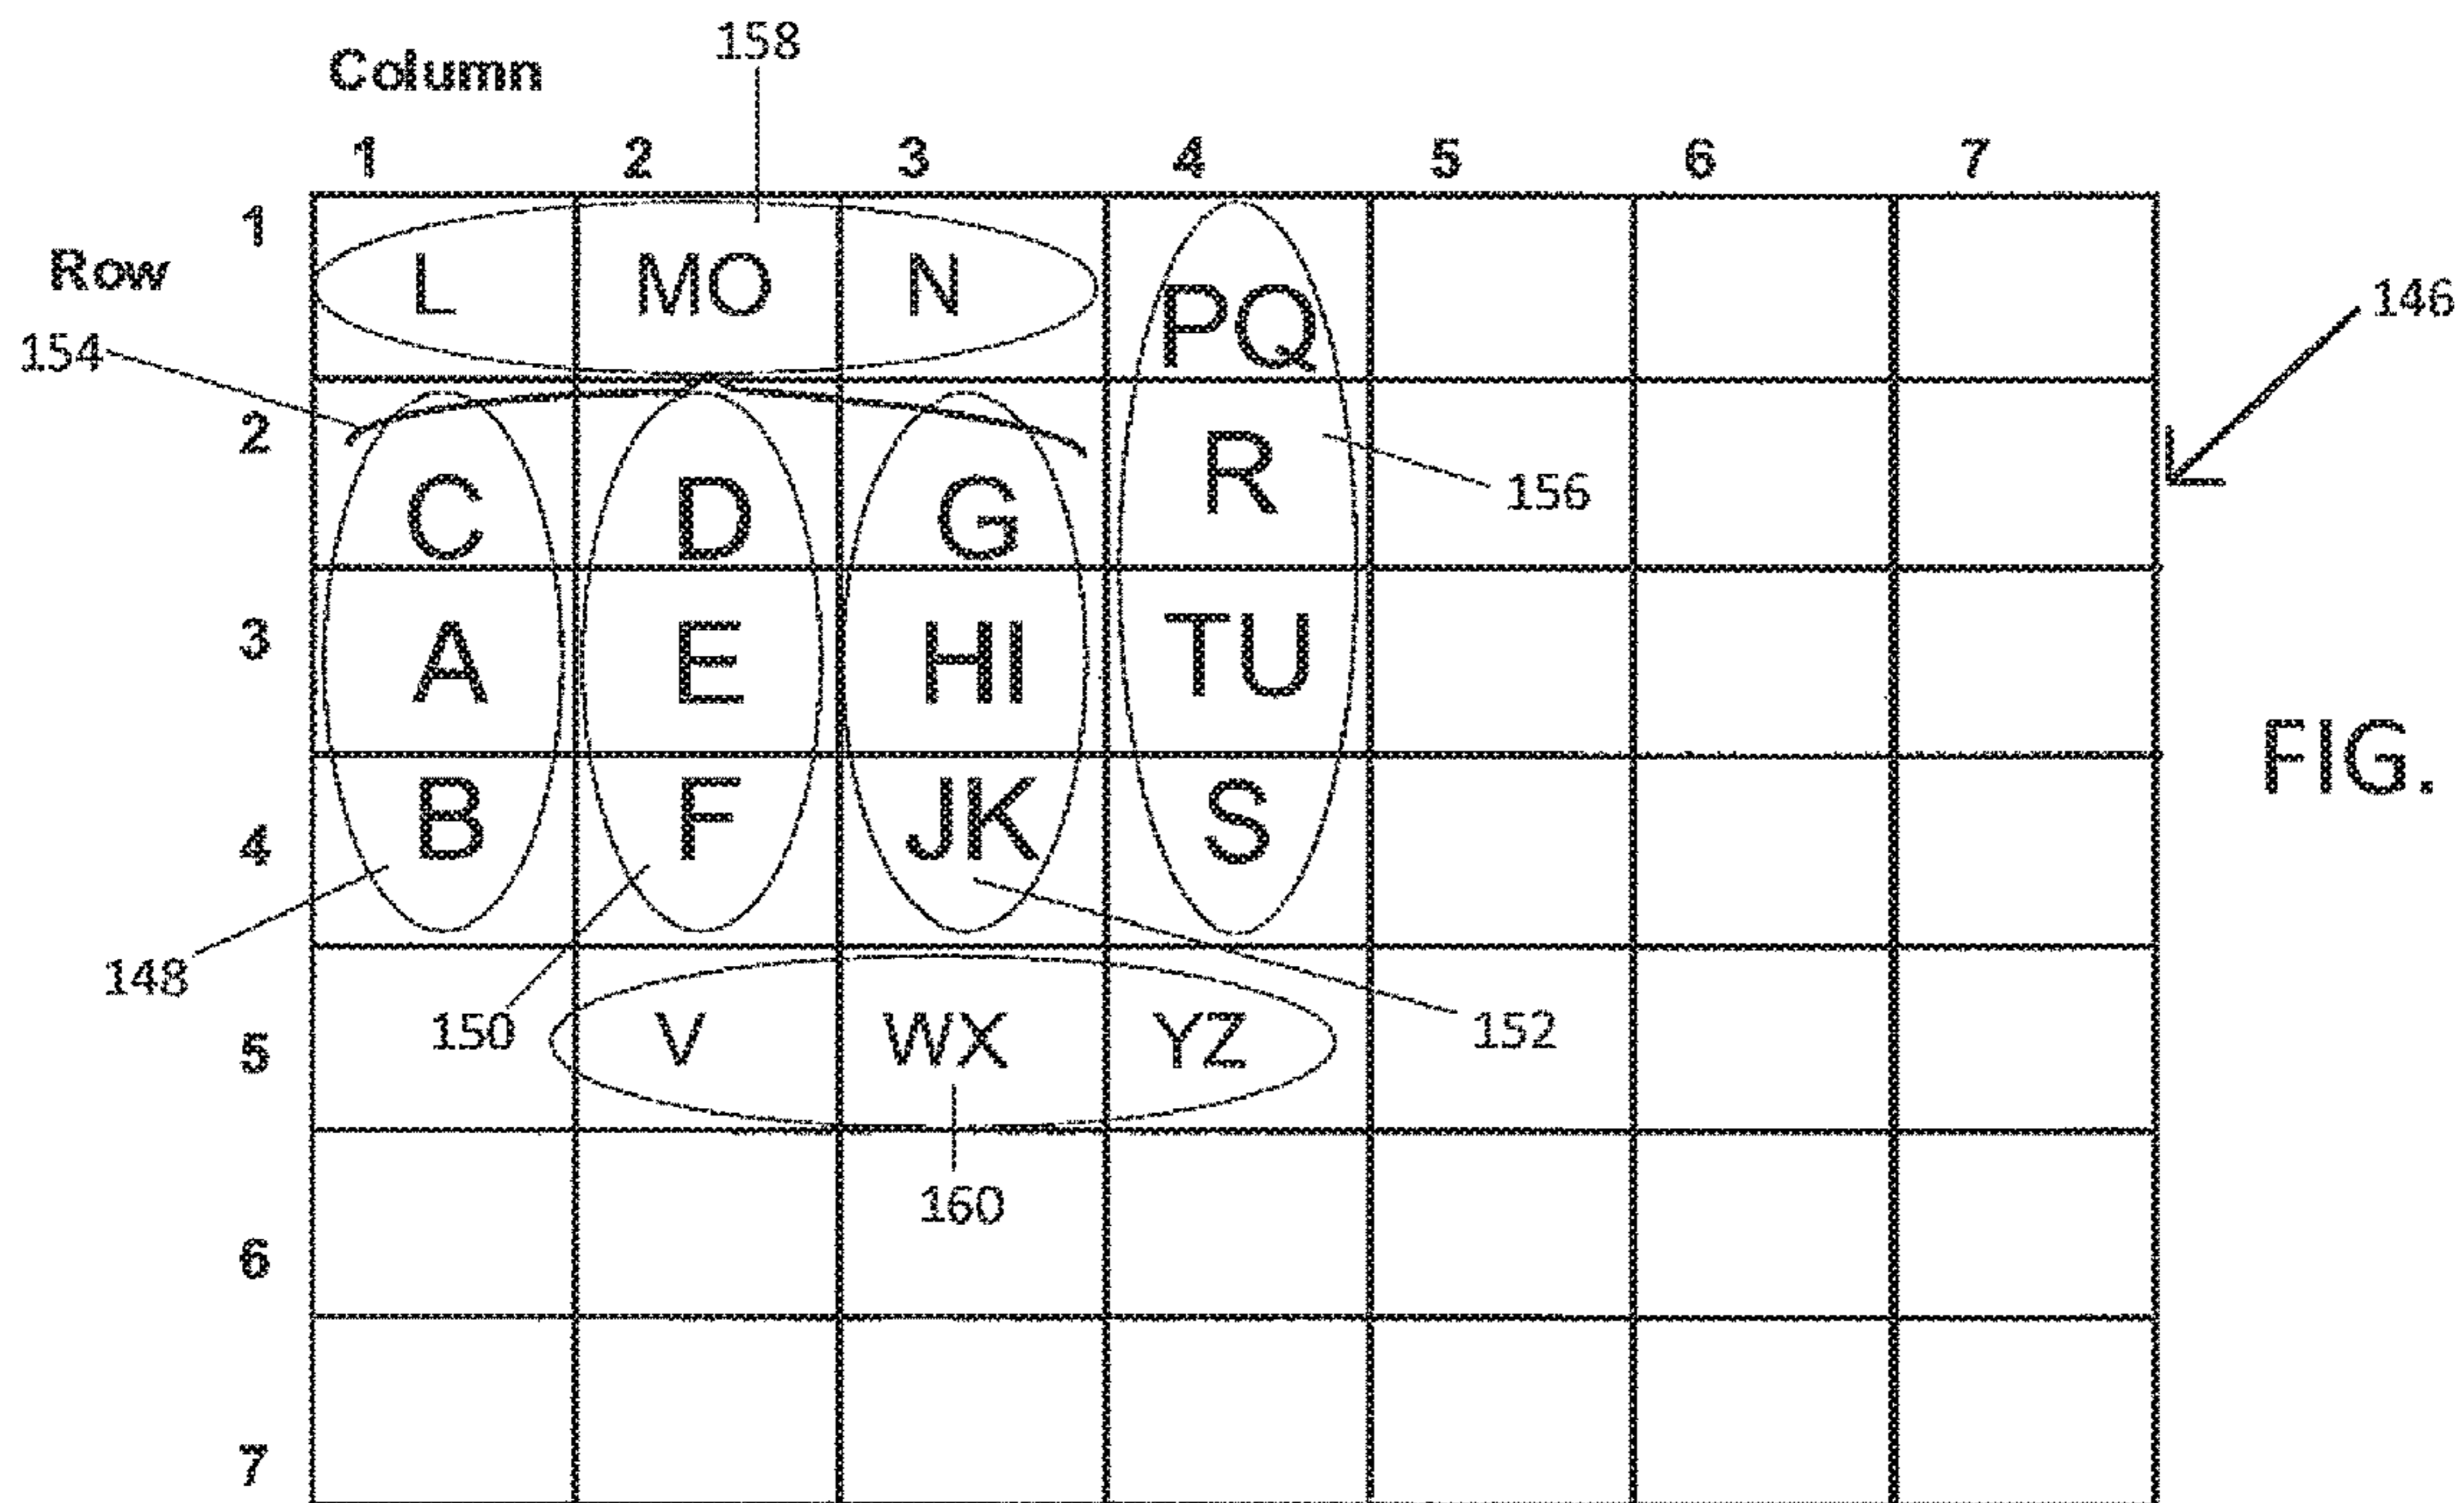 158
Column
1 2 3 4 5 6 7
1
L MO N PQ
Row
146
154
2
C D G R
156
3
A E HI TU
FIG.
4
B F JK S
148
150
V WX YZ
152
5
160
6
7